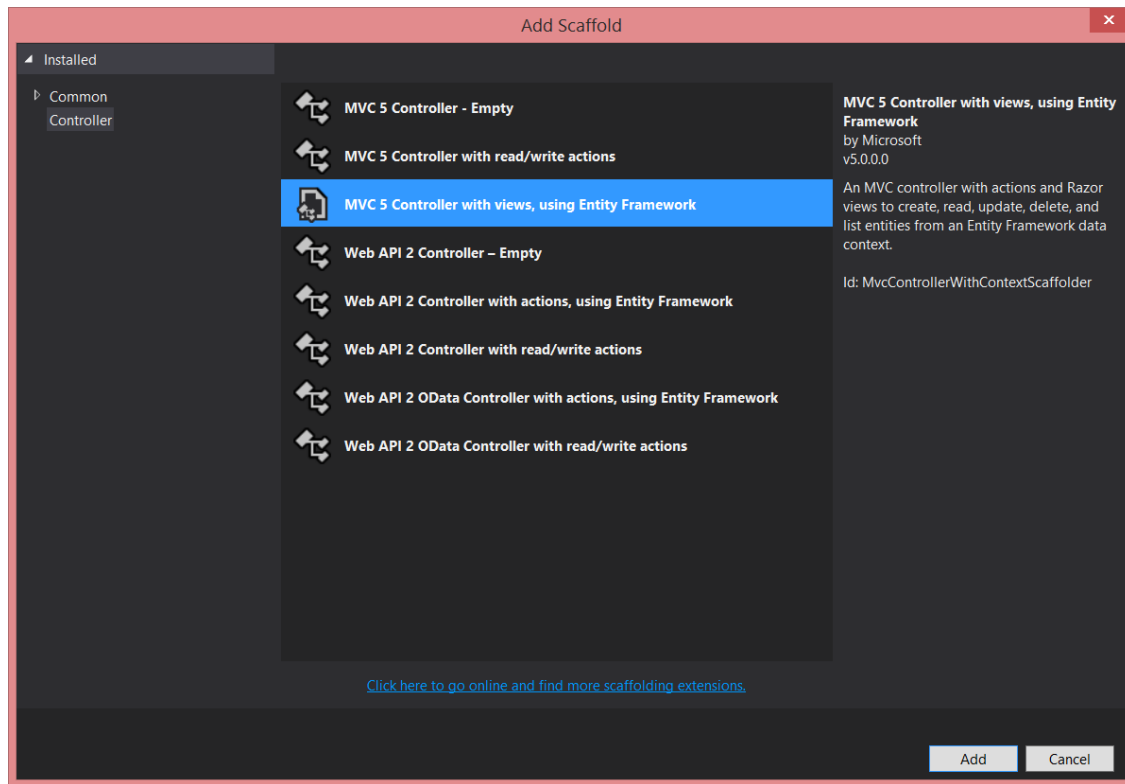 Add Scaffold
Installed
Common
Controller
MVC 5 Controller - Empty
MVC 5 Controller with read/write actions
MVC 5 Controller with views, using Entity Framework
Web API 2 Controller – Empty
Web API 2 Controller with actions, using Entity Framework
Web API 2 Controller with read/write actions
Web API 2 OData Controller with actions, using Entity Framework
Web API 2 OData Controller with read/write actions
Click here to go online and find more scaffolding extensions.
MVC 5 Controller with views, using Entity
Framework
by Microsoft
v5.0.0.0
An MVC controller with actions and Razor
views to create, read, update, delete, and
list entities from an Entity Framework data
context.
Id: MvcControllerWithContextScaffolder
Add
Cancel